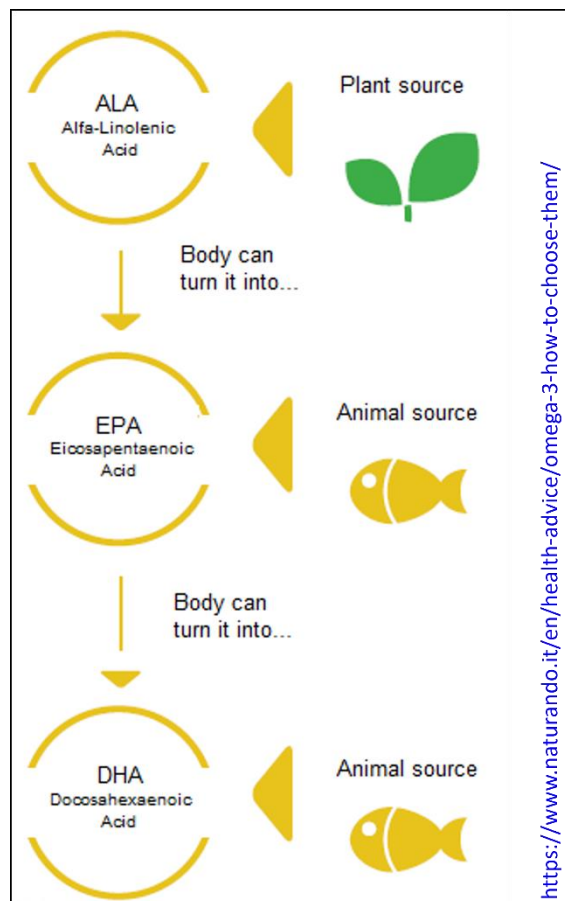 ALA
Alfa-Linolenic
Acid
Plant source
Body can
turn it into...
EPA
Eicosapentaenoic
Acid
Animal source
Body can
turn it into...
DHA
Docosahexaenoic
Acid
Animal source
https://www.naturando.it/en/health-advice/omega-3-how-to-choose-them/